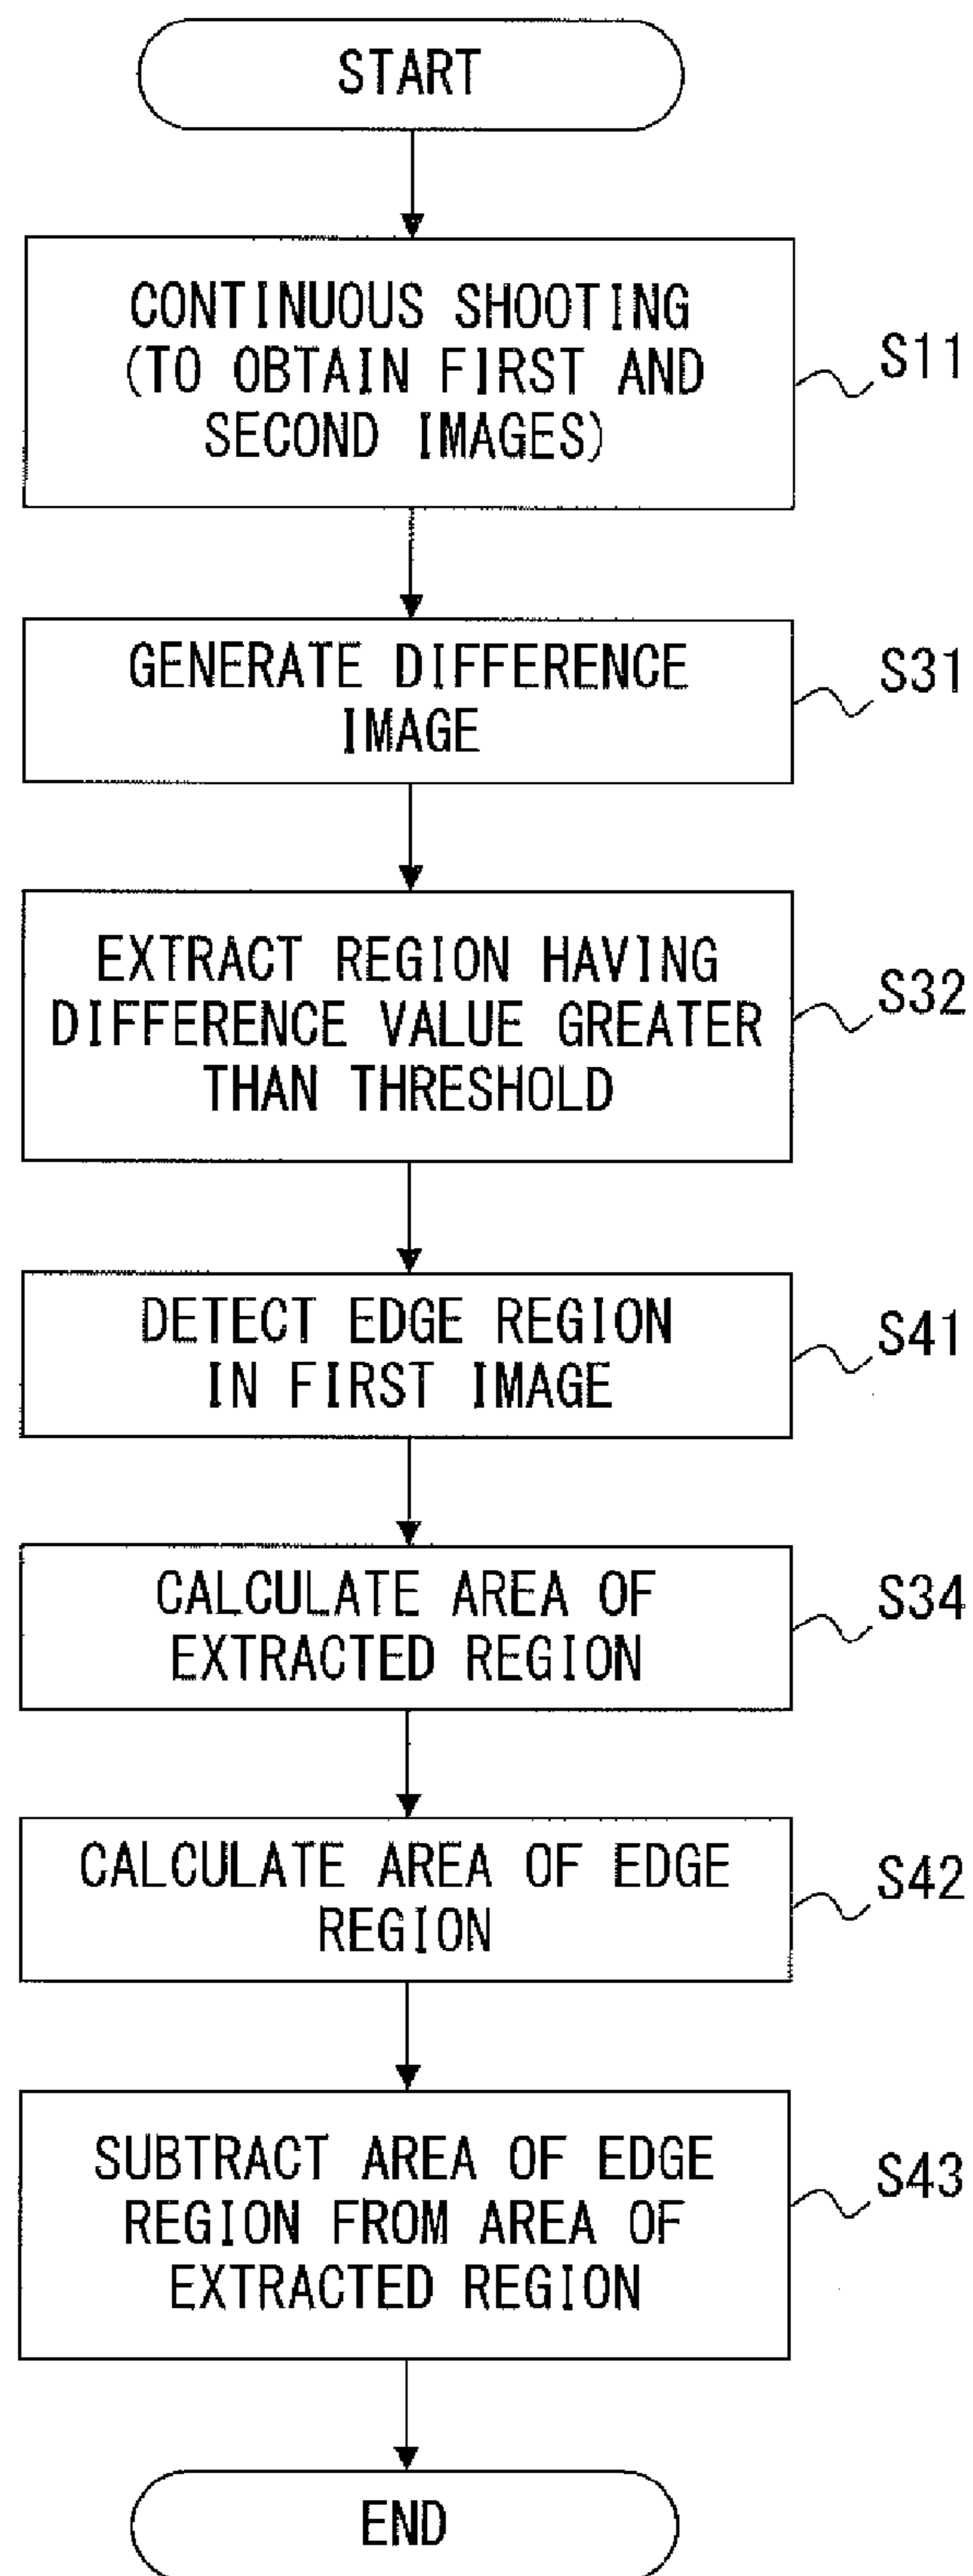 START
CONTINUOUS SHOOTING
(TO OBTAIN FIRST AND
SECOND IMAGES)
S11
GENERATE DIFFERENCE
IMAGE
S31
EXTRACT REGION HAVING
DIFFERENCE VALUE GREATER
THAN THRESHOLD
S32
DETECT EDGE REGION
IN FIRST IMAGE
S41
CALCULATE AREA OF
EXTRACTED REGION
S34
CALCULATE AREA OF EDGE
REGION
S42
SUBTRACT AREA OF EDGE
REGION FROM AREA OF
EXTRACTED REGION
S43
END